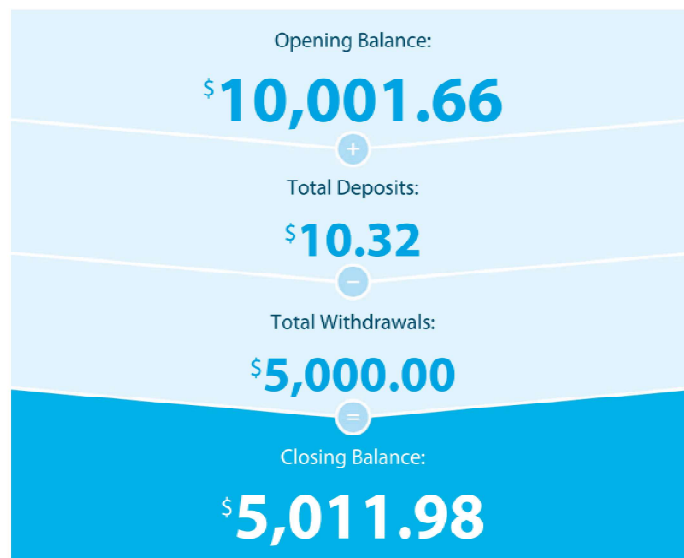 Opening Balance:
$10,001.66
+
Total Deposits:
$10.32
−
Total Withdrawals:
$5,000.00
=
Closing Balance:
$5,011.98